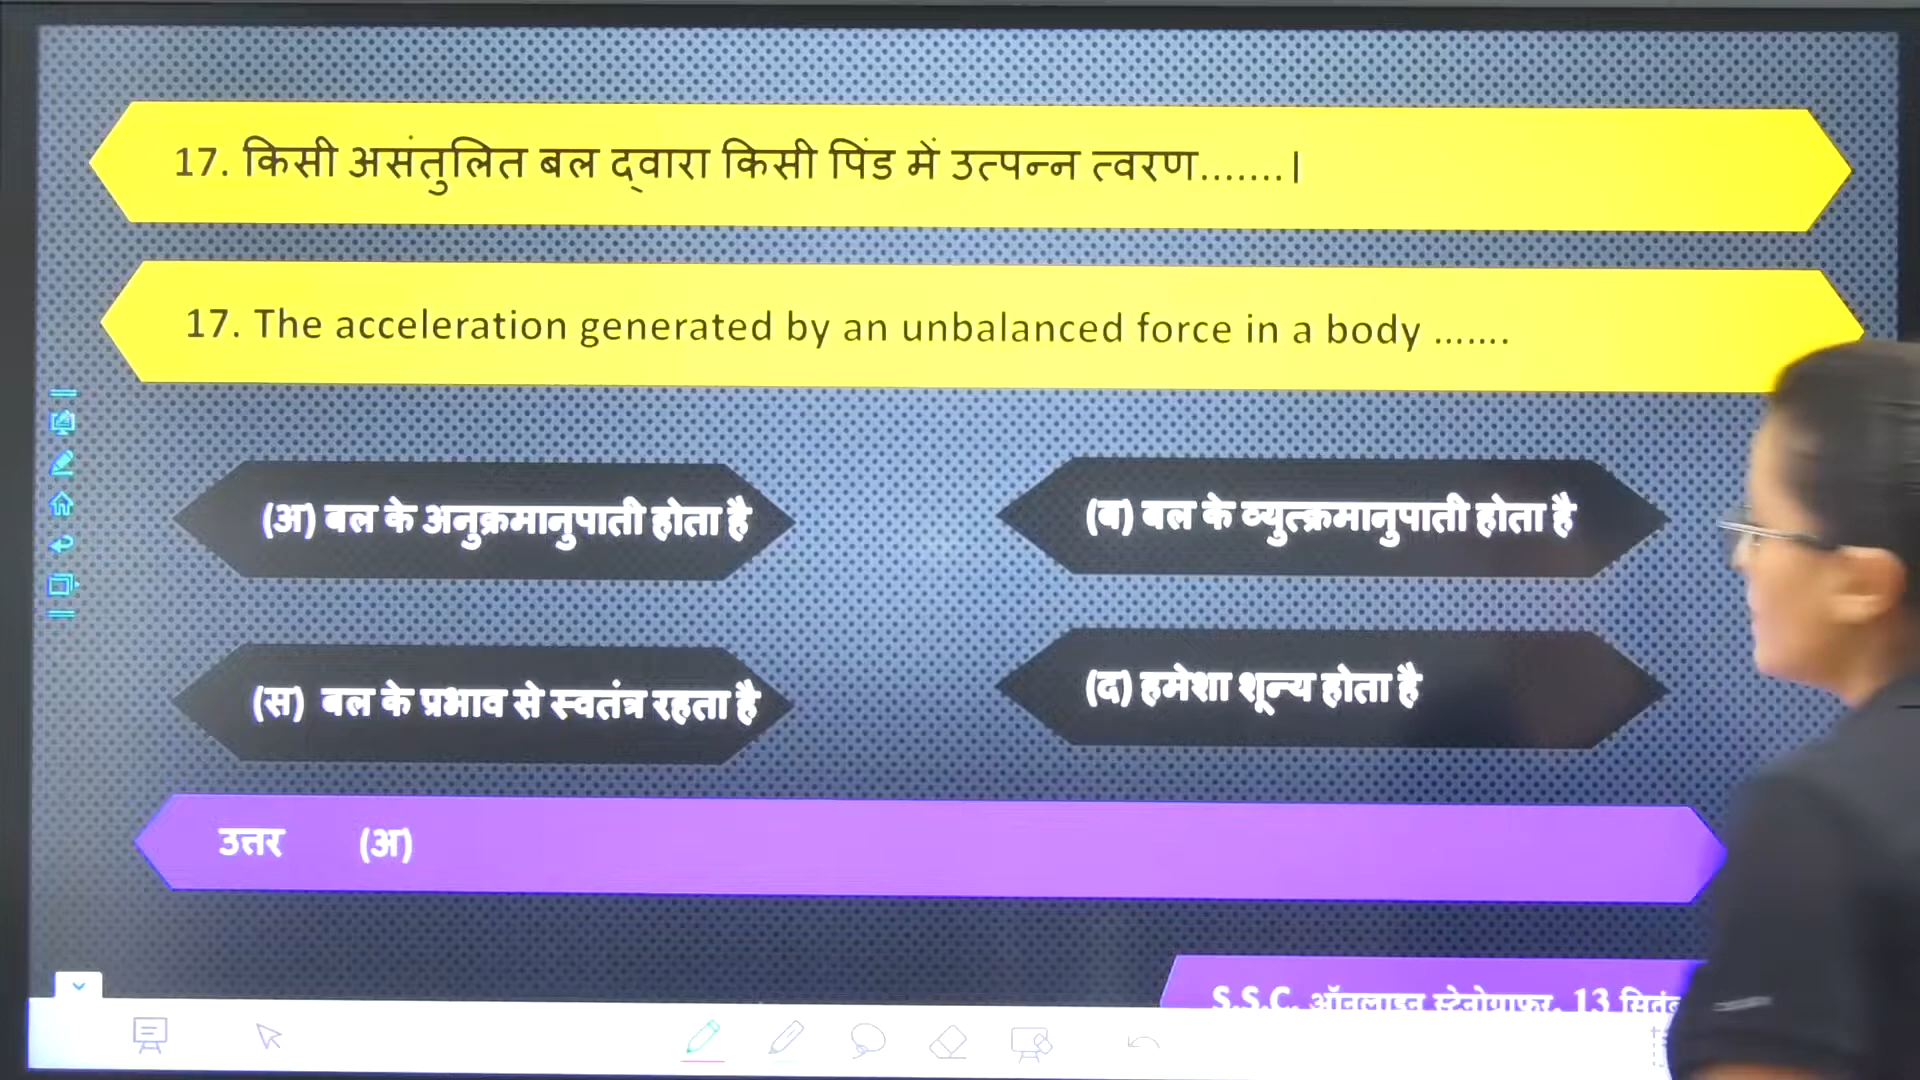 17. किसी असंतुलित बल द्वारा किसी पिंड में उत्पन्न त्वरण.......।
17. The acceleration generated by an unbalanced force in a body .......
(अ) बल के अनुक्रमानुपाती होता है
(ब) बल के व्युत्क्रमानुपाती होता है
(स) बल के प्रभाव से स्वतंत्र रहता है
(द) हमेशा शून्य होता है
उत्तर (अ)
S.S.C. ऑनलाइन स्टेनोग्राफर, 13